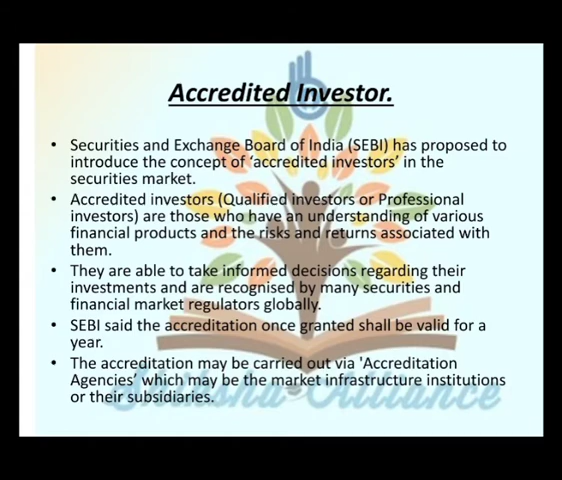 Accredited Investor.
• Securities and Exchange Board of India (SEBI) has proposed to
introduce the concept of 'accredited investors' in the
securities market.
• Accredited investors (Qualified investors or Professional
investors) are those who have an understanding of various
financial products and the risks and returns associated with
them.
• They are able to take informed decisions regarding their
investments and are recognised by many securities and
financial market regulators globally.
• SEBI said the accreditation once granted shall be valid for a
year.
• The accreditation may be carried out via 'Accreditation
Agencies' which may be the market infrastructure institutions
or their subsidiaries.
Shiksha Alliance